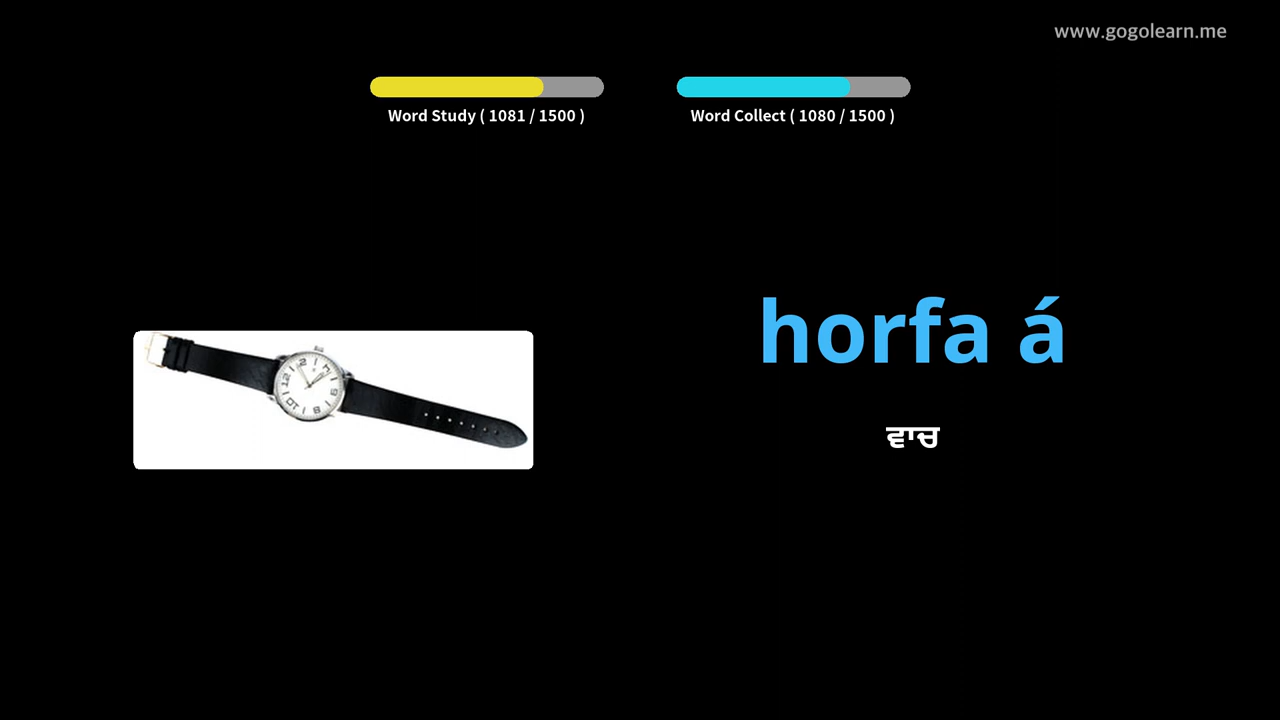 www.gogolearn.me
Word Study ( 1081 / 1500 )
Word Collect ( 1080 / 1500 )
horfa á
ਵਾਚ